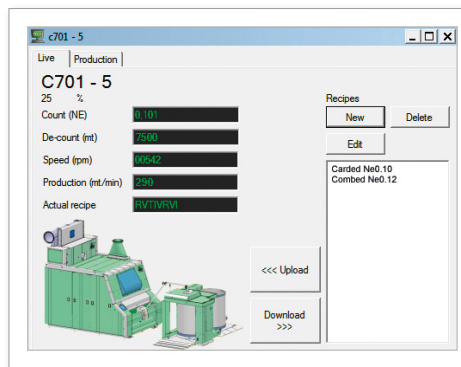 c701 - 5
Live Production
C701 - 5
25 %
Count (NE) 0,101
De-count (mt) 7500
Speed (rpm) 00542
Production (mt/min) 290
Actual recipe RVTIVRVI
Recipes
New Delete
Edit
Carded Ne0.10
Combed Ne0.12
<<< Upload
Download
>>>